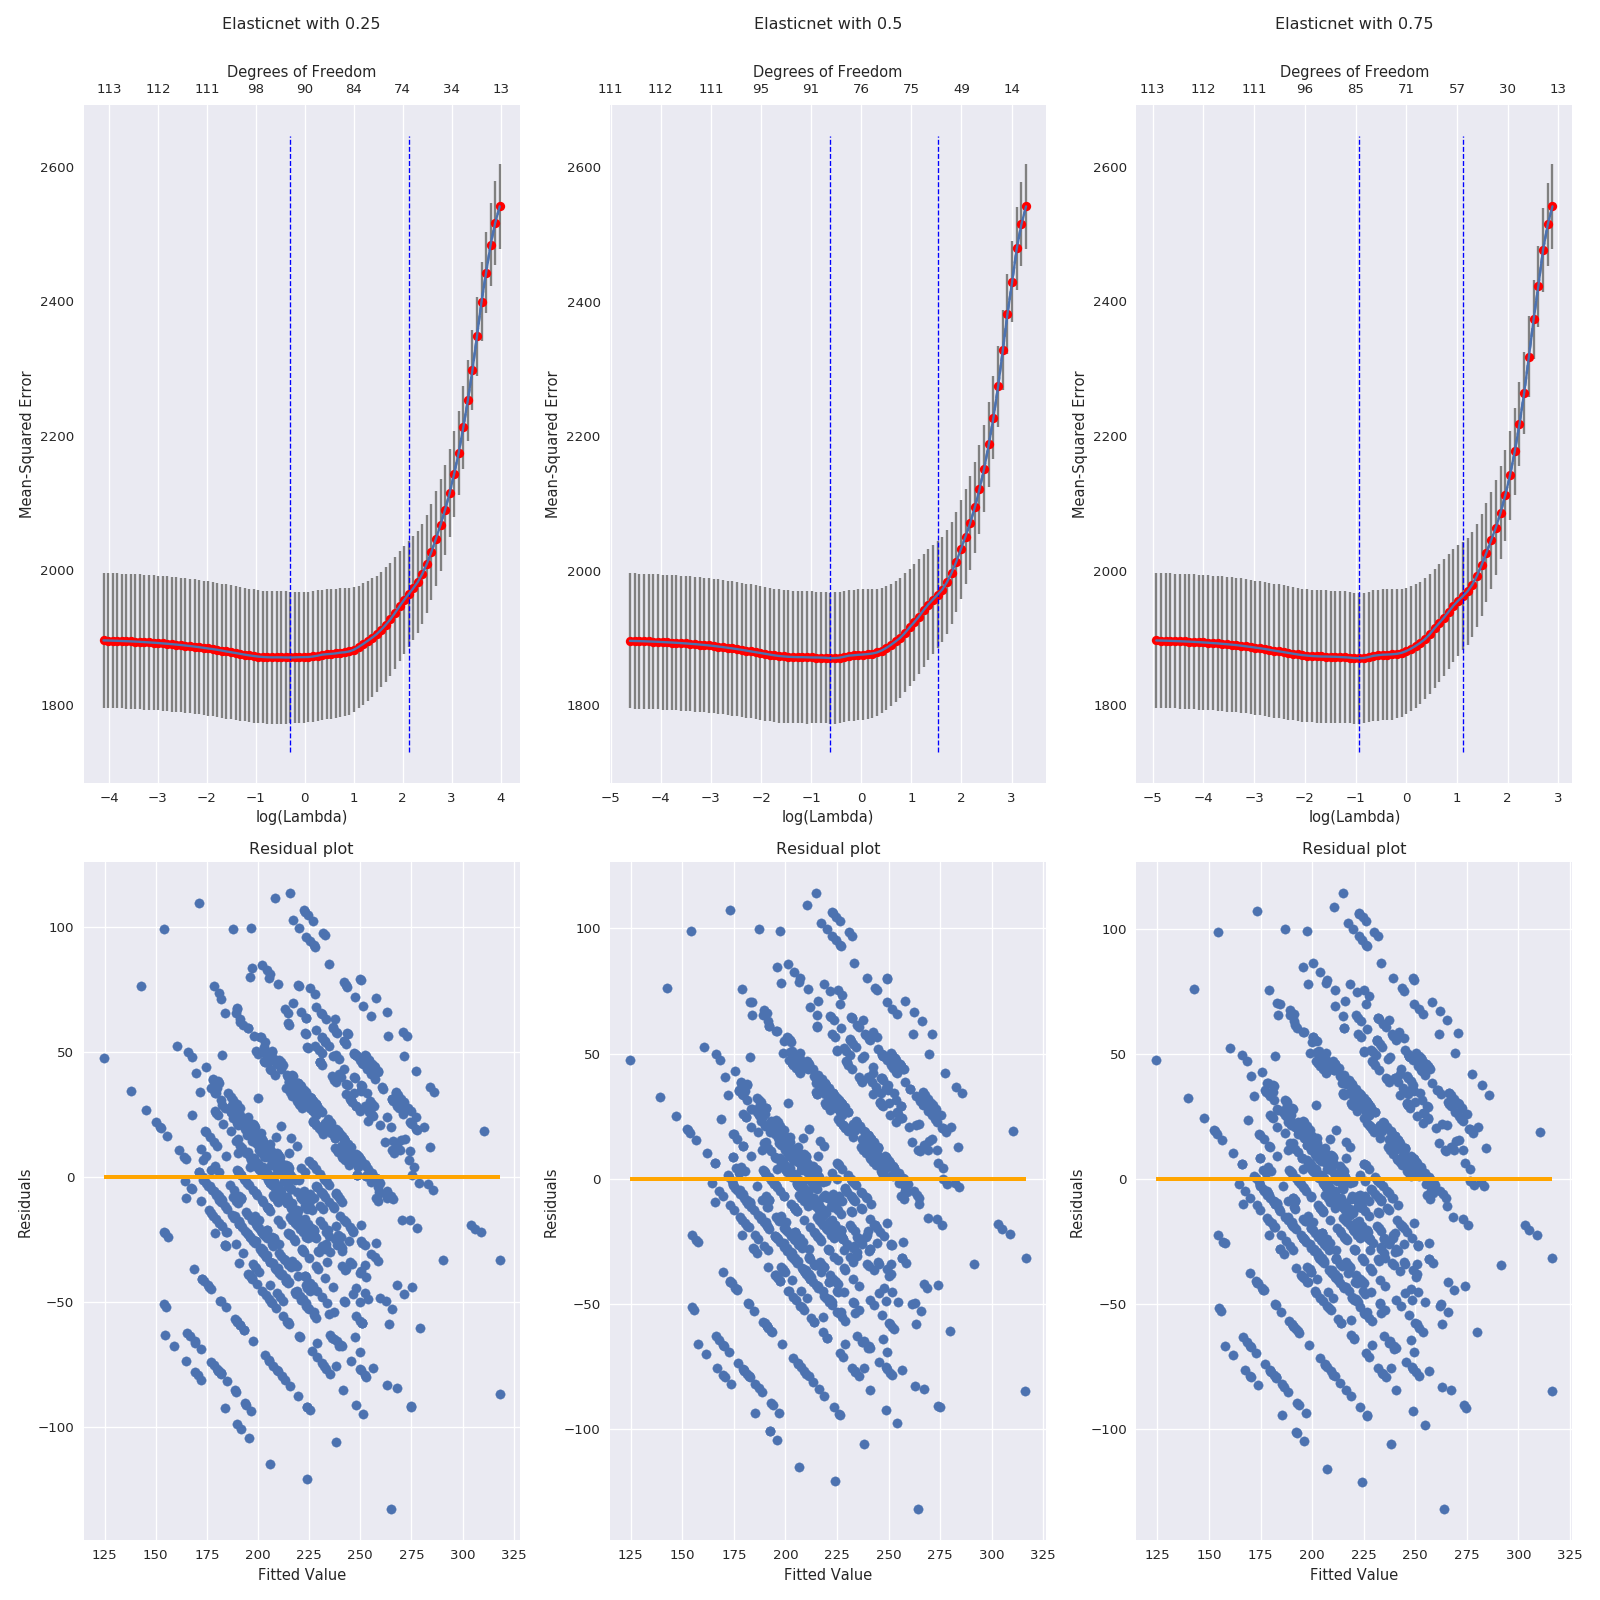 Elasticnet with 0.25
Elasticnet with 0.5
Elasticnet with 0.75
Degrees of Freedom
Degrees of Freedom
Degrees of Freedom
113 112 111 98 90 84 74 34 13
111 112 111 95 91 76 75 49 14
113 112 111 96 85 71 57 30 13
Mean-Squared Error
2600
2400
2200
2000
1800
−4 −3 −2 −1 0 1 2 3 4
log(Lambda)
Mean-Squared Error
2600
2400
2200
2000
1800
−5 −4 −3 −2 −1 0 1 2 3
log(Lambda)
Mean-Squared Error
2600
2400
2200
2000
1800
−5 −4 −3 −2 −1 0 1 2 3
log(Lambda)
Residual plot
Residuals
100
50
0
−50
−100
125 150 175 200 225 250 275 300 325
Fitted Value
Residual plot
Residuals
100
50
0
−50
−100
125 150 175 200 225 250 275 300 325
Fitted Value
Residual plot
Residuals
100
50
0
−50
−100
125 150 175 200 225 250 275 300 325
Fitted Value